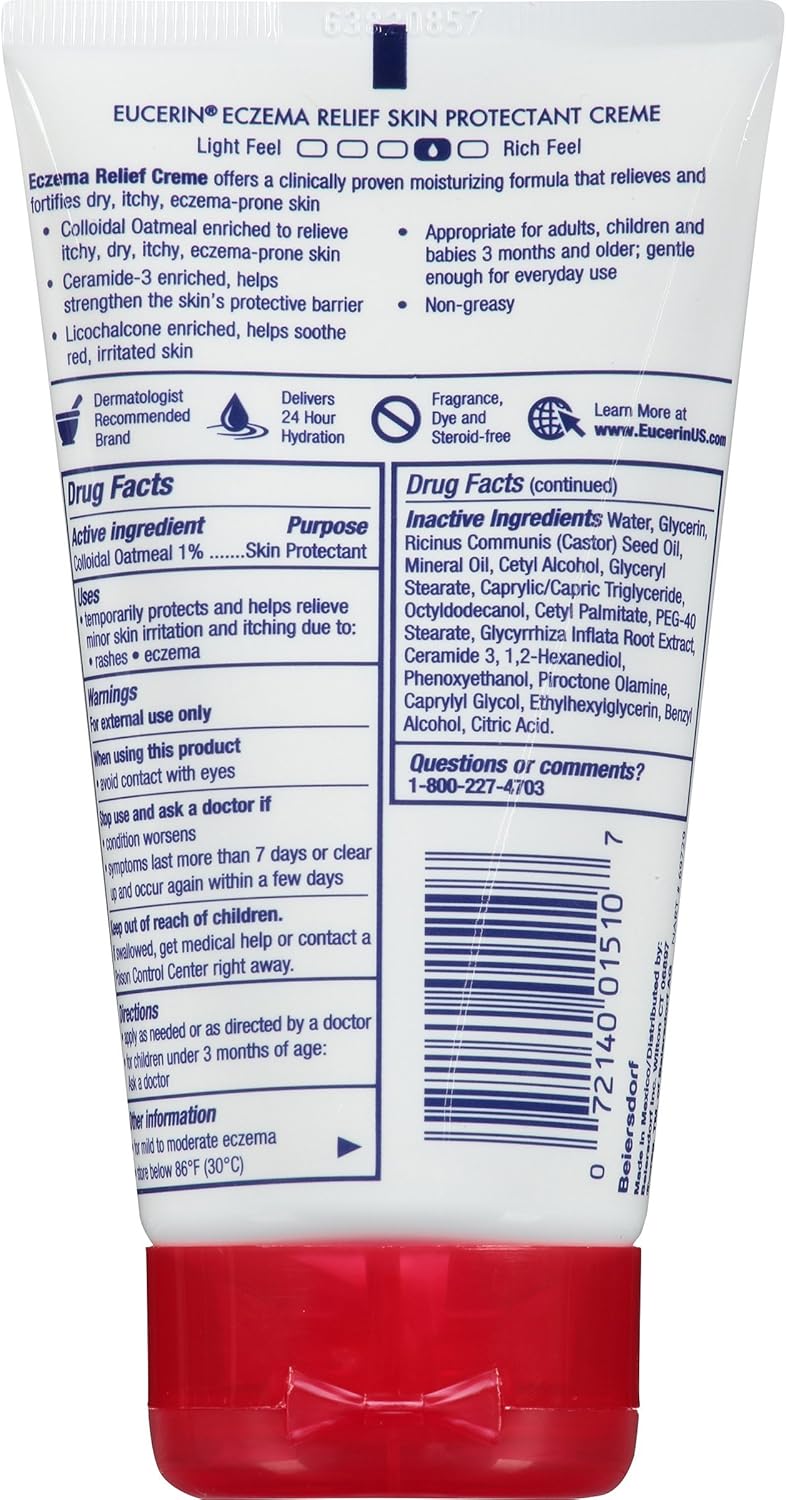 EUCERIN® ECZEMA RELIEF SKIN PROTECTANT CREME
Light Feel Rich Feel
Eczema Relief Creme offers a clinically proven moisturizing formula that relieves and
fortifies dry, itchy, eczema-prone skin
• Colloidal Oatmeal enriched to relieve
itchy, dry, itchy, eczema-prone skin
• Ceramide-3 enriched, helps
strengthen the skin's protective barrier
• Licochalcone enriched, helps soothe
red, irritated skin
• Appropriate for adults, children and
babies 3 months and older; gentle
enough for everyday use
• Non-greasy
Dermatologist
Recommended
Brand
Delivers
24 Hour
Hydration
Fragrance,
Dye and
Steroid-free
Learn More at
www.EucerinUS.com
Drug Facts
Active ingredient Purpose
Colloidal Oatmeal 1% .......Skin Protectant
Uses
• temporarily protects and helps relieve
minor skin irritation and itching due to:
• rashes • eczema
Warnings
For external use only
When using this product
• avoid contact with eyes
Stop use and ask a doctor if
• condition worsens
• symptoms last more than 7 days or clear
up and occur again within a few days
Keep out of reach of children.
If swallowed, get medical help or contact a
Poison Control Center right away.
Directions
• apply as needed or as directed by a doctor
• for children under 3 months of age:
Ask a doctor
Other information
for mild to moderate eczema
store below 86°F (30°C)
Drug Facts (continued)
Inactive Ingredients Water, Glycerin,
Ricinus Communis (Castor) Seed Oil,
Mineral Oil, Cetyl Alcohol, Glyceryl
Stearate, Caprylic/Capric Triglyceride,
Octyldodecanol, Cetyl Palmitate, PEG-40
Stearate, Glycyrrhiza Inflata Root Extract,
Ceramide 3, 1,2-Hexanediol,
Phenoxyethanol, Piroctone Olamine,
Caprylyl Glycol, Ethylhexylglycerin, Benzyl
Alcohol, Citric Acid.
Questions or comments?
1-800-227-4703
0 72140 01510 7
Beiersdorf
Made in Mexico/Distributed by:
Beiersdorf Inc. Wilton CT 06897